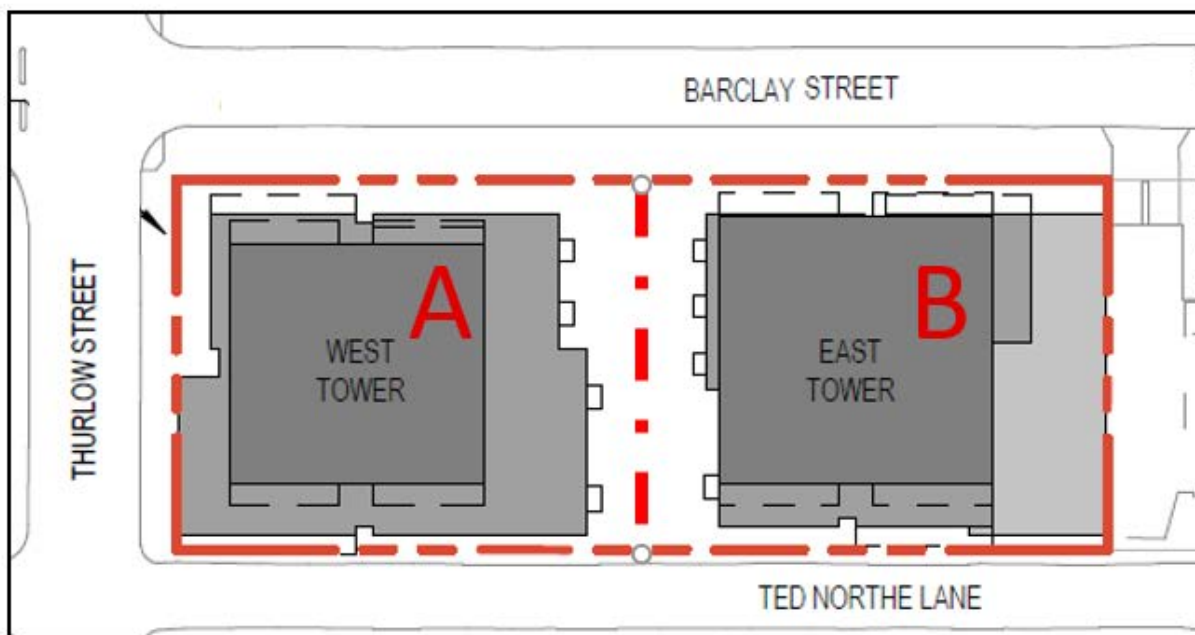 BARCLAY STREET
THURLOW STREET
A
WEST
TOWER
B
EAST
TOWER
TED NORTHE LANE